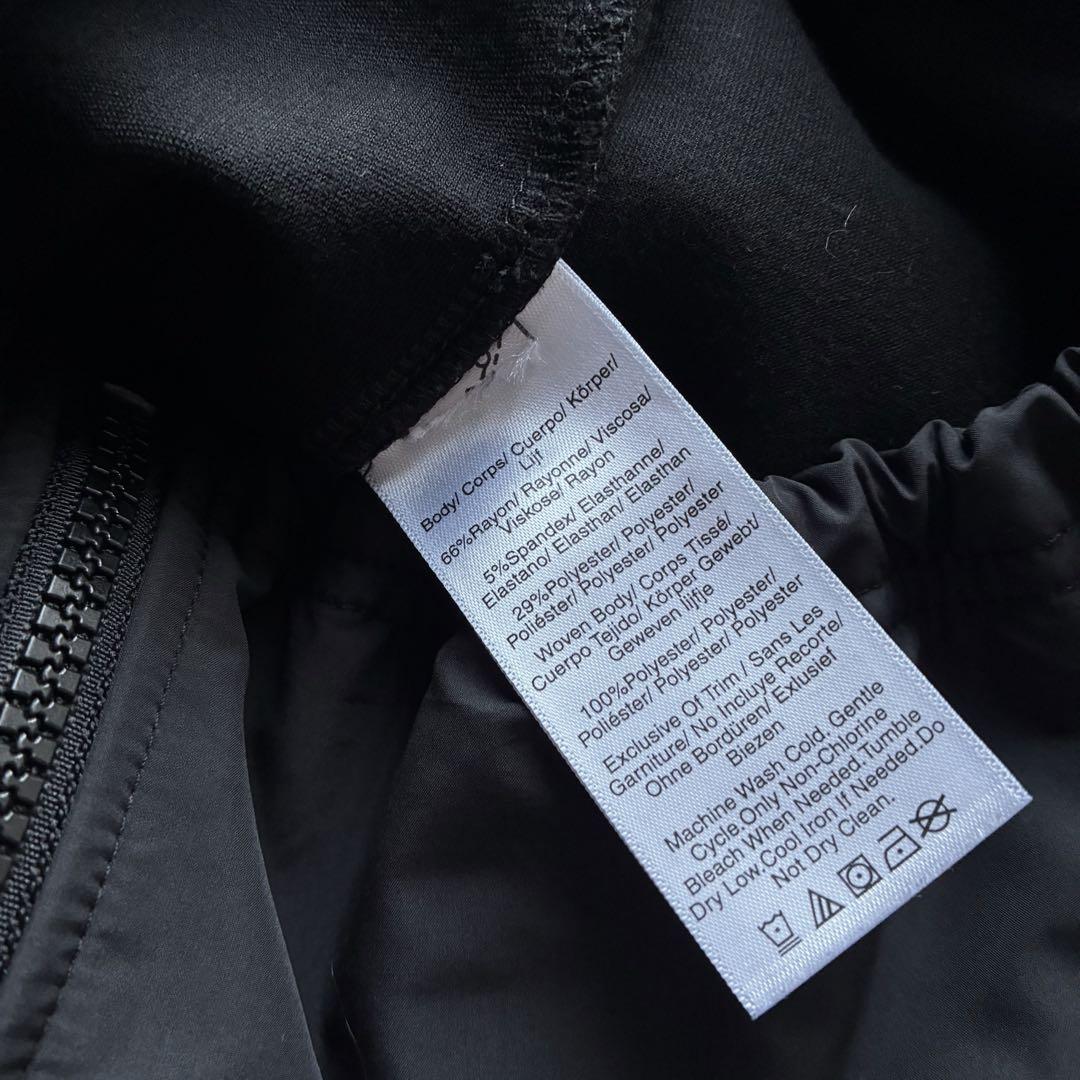 Body/ Corps/ Cuerpo/ Körper/
Lijf
66%Rayon/ Rayonne/ Viscosa/
Viskose/ Rayon
5%Spandex/ Elasthanne/
Elastano/ Elasthan/ Elasthan
29%Polyester/ Polyester/
Poliéster/ Polyester/ Polyester
Woven Body/ Corps Tissé/
Cuerpo Tejido/ Körper Gewebt/
Geweven lijfje
100%Polyester/ Polyester/
Poliéster/ Polyester/ Polyester
Exclusive Of Trim / Sans Les
Garniture/ No Incluye Recorte/
Ohne Bordüren/ Exlusief
Biezen
Machine Wash Cold, Gentle
Cycle.Only Non-Chlorine
Bleach When Needed.Tumble
Dry Low.Cool Iron If Needed.Do
Not Dry Clean.